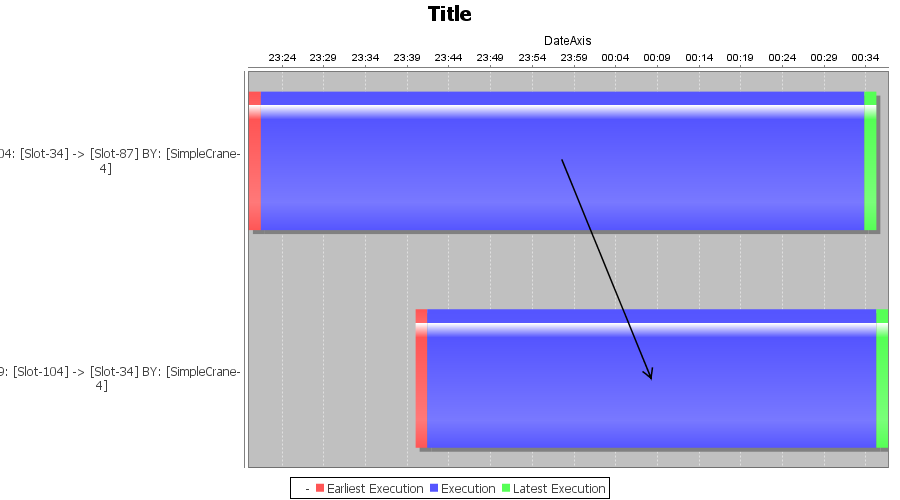 Title
DateAxis
23:24 23:29 23:34 23:39 23:44 23:49 23:54 23:59 00:04 00:09 00:14 00:19 00:24 00:29 00:34
04: [Slot-34] -> [Slot-87] BY: [SimpleCrane-
4]
9: [Slot-104] -> [Slot-34] BY: [SimpleCrane-
4]
- Earliest Execution Execution Latest Execution